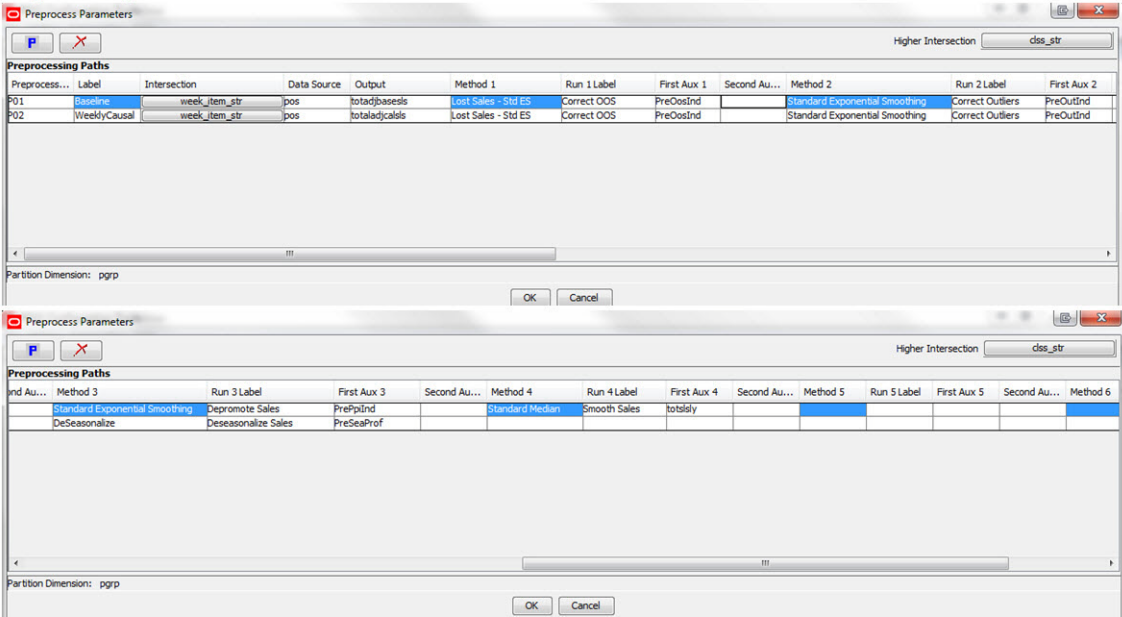 Preprocess Parameters
P Higher Intersection clss_str
Preprocessing Paths
Preprocess... Label Intersection Data Source Output Method 1 Run 1 Label First Aux 1 Second Au... Method 2 Run 2 Label First Aux 2
P01 Baseline week_item_str pos totadjbasesls Lost Sales - Std ES Correct OOS PreOosInd Standard Exponential Smoothing Correct Outliers PreOutInd
P02 WeeklyCausal week_item_str pos totaladjcalsls Lost Sales - Std ES Correct OOS PreOosInd Standard Exponential Smoothing Correct Outliers PreOutInd
Partition Dimension: pgrp
OK Cancel
Preprocess Parameters
P Higher Intersection clss_str
Preprocessing Paths
ond Au... Method 3 Run 3 Label First Aux 3 Second Au... Method 4 Run 4 Label First Aux 4 Second Au... Method 5 Run 5 Label First Aux 5 Second Au... Method 6
Standard Exponential Smoothing Depromote Sales PrePpiInd Standard Median Smooth Sales totslsly
DeSeasonalize Deseasonalize Sales PreSeaProf
Partition Dimension: pgrp
OK Cancel